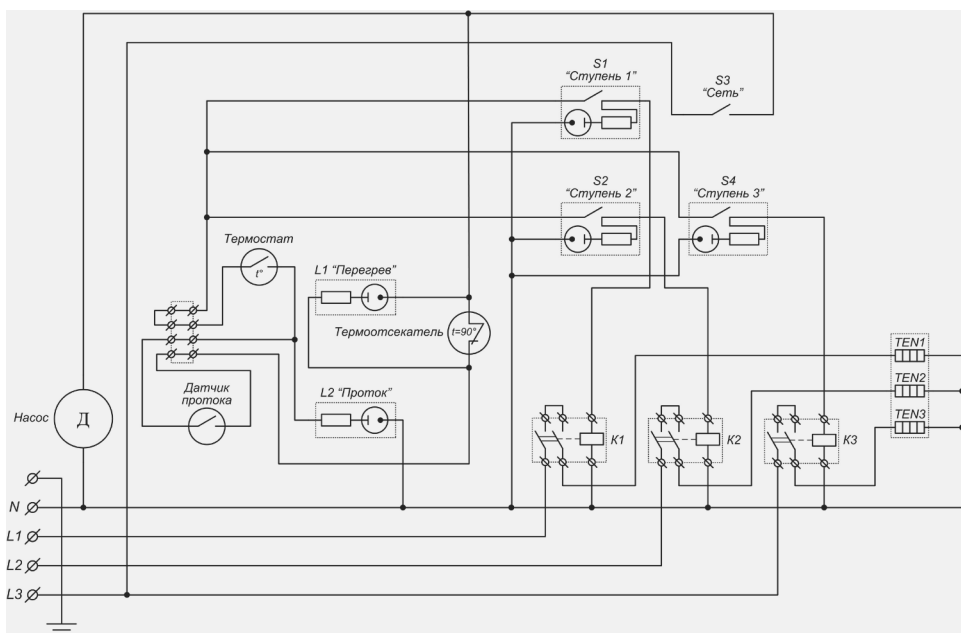 S1
“Ступень 1”
S3
“Сеть”
S2
“Ступень 2”
S4
“Ступень 3”
Термостат
t°
L1 “Перегрев”
Термоотсекатель
t=90°
TEN1
TEN2
TEN3
Датчик
протока
L2 “Проток”
Насос
Д
K1
K2
K3
N
L1
L2
L3